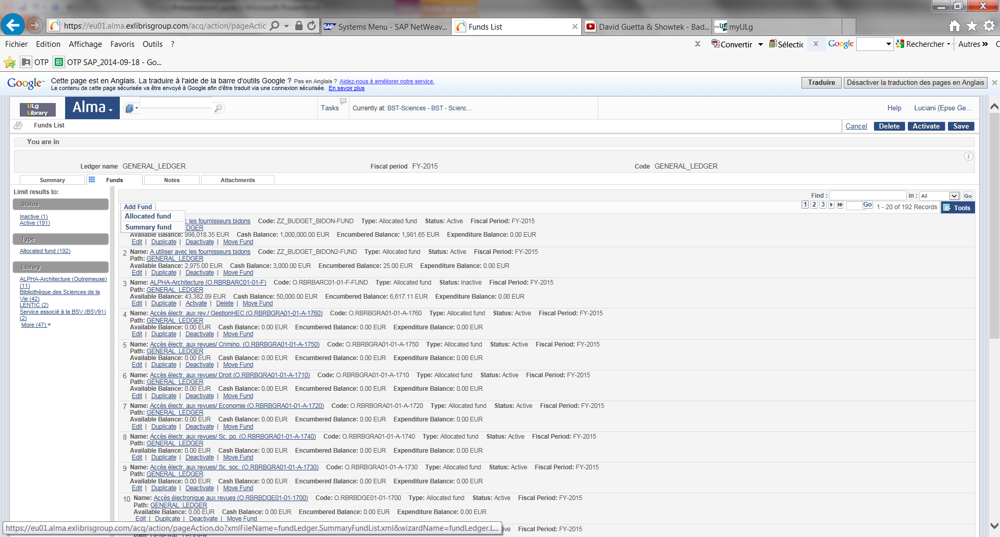 https://eu01.alma.exlibrisgroup.com/acq/action/pageActic
SAP Systems Menu - SAP NetWeav...
Funds List
David Guetta & Showtek - Bad...
myULg
Fichier Edition Affichage Favoris Outils ?
x Convertir Sélectic x Google Rechercher Autres »
OTP OTP SAP_2014-09-18 - Go...
Google Cette page est en Anglais. La traduire à l'aide de la barre d'outils Google ? Pas en Anglais ? Aidez-nous à améliorer notre service.
Le contenu de cette page sécurisée va être envoyé à Google afin d'être traduit via une connexion sécurisée. En savoir plus
Traduire Désactiver la traduction des pages en Anglais
ULg Library
Alma
Tasks Currently at: BST-Sciences - BST - Scienc...
Help Luciani (Epse Ge...
Funds List
Cancel Delete Activate Save
You are in
Ledger name GENERAL_LEDGER Fiscal period FY-2015 Code GENERAL_LEDGER
Summary Funds Notes Attachments
Limit results to:
Status
Inactive (1)
Active (191)
Type
Allocated fund (192)
Library
ALPHA-Architecture (Outremeuse)
(11)
Bibliothèque des Sciences de la
Vie (42)
LENTIC (2)
Service associé à la BSV (BSV91)
(2)
More (47)
Find : in : All Go
Add Fund
Allocated fund
Summary fund
1 2 3 Go 1 - 20 of 192 Records Tools
c les fournisseurs bidons Code: ZZ_BUDGET_BIDON-FUND Type: Allocated fund Status: Active Fiscal Period: FY-2015
DGER
Available Balance: 998,018.35 EUR Cash Balance: 1,000,000.00 EUR Encumbered Balance: 1,981.65 EUR Expenditure Balance: 0.00 EUR
Edit | Duplicate | Deactivate | Move Fund
2 Name: A utiliser avec les fournisseurs bidons Code: ZZ_BUDGET_BIDON2-FUND Type: Allocated fund Status: Active Fiscal Period: FY-2015
Path: GENERAL_LEDGER
Available Balance: 2,975.00 EUR Cash Balance: 3,000.00 EUR Encumbered Balance: 25.00 EUR Expenditure Balance: 0.00 EUR
Edit | Duplicate | Deactivate | Move Fund
3 Name: ALPHA-Architecture (O.RBRBARC01-01-F) Code: O.RBRBARC01-01-F-FUND Type: Allocated fund Status: Inactive Fiscal Period: FY-2015
Path: GENERAL_LEDGER
Available Balance: 43,382.89 EUR Cash Balance: 50,000.00 EUR Encumbered Balance: 6,617.11 EUR Expenditure Balance: 0.00 EUR
Edit | Duplicate | Activate | Delete | Move Fund
4 Name: Accès électr. aux rev./ GestionHEC (O.RBRBGRA01-01-A-1760) Code: O.RBRBGRA01-01-A-1760 Type: Allocated fund Status: Active Fiscal Period: FY-2015
Path: GENERAL_LEDGER
Available Balance: 0.00 EUR Cash Balance: 0.00 EUR Encumbered Balance: 0.00 EUR Expenditure Balance: 0.00 EUR
Edit | Duplicate | Deactivate | Move Fund
5 Name: Accès électr. aux revues/ Crimino. (O.RBRBGRA01-01-A-1750) Code: O.RBRBGRA01-01-A-1750 Type: Allocated fund Status: Active Fiscal Period: FY-2015
Path: GENERAL_LEDGER
Available Balance: 0.00 EUR Cash Balance: 0.00 EUR Encumbered Balance: 0.00 EUR Expenditure Balance: 0.00 EUR
Edit | Duplicate | Deactivate | Move Fund
6 Name: Accès électr. aux revues/ Droit (O.RBRBGRA01-01-A-1710) Code: O.RBRBGRA01-01-A-1710 Type: Allocated fund Status: Active Fiscal Period: FY-2015
Path: GENERAL_LEDGER
Available Balance: 0.00 EUR Cash Balance: 0.00 EUR Encumbered Balance: 0.00 EUR Expenditure Balance: 0.00 EUR
Edit | Duplicate | Deactivate | Move Fund
7 Name: Accès électr. aux revues/ Economie (O.RBRBGRA01-01-A-1720) Code: O.RBRBGRA01-01-A-1720 Type: Allocated fund Status: Active Fiscal Period: FY-2015
Path: GENERAL_LEDGER
Available Balance: 0.00 EUR Cash Balance: 0.00 EUR Encumbered Balance: 0.00 EUR Expenditure Balance: 0.00 EUR
Edit | Duplicate | Deactivate | Move Fund
8 Name: Accès électr. aux revues/ Sc. po. (O.RBRBGRA01-01-A-1740) Code: O.RBRBGRA01-01-A-1740 Type: Allocated fund Status: Active Fiscal Period: FY-2015
Path: GENERAL_LEDGER
Available Balance: 0.00 EUR Cash Balance: 0.00 EUR Encumbered Balance: 0.00 EUR Expenditure Balance: 0.00 EUR
Edit | Duplicate | Deactivate | Move Fund
9 Name: Accès électr. aux revues/ Sc. soc. (O.RBRBGRA01-01-A-1730) Code: O.RBRBGRA01-01-A-1730 Type: Allocated fund Status: Active Fiscal Period: FY-2015
Path: GENERAL_LEDGER
Available Balance: 0.00 EUR Cash Balance: 0.00 EUR Encumbered Balance: 0.00 EUR Expenditure Balance: 0.00 EUR
Edit | Duplicate | Deactivate | Move Fund
10 Name: Accès électronique aux revues (O.RBRBDGE01-01-1700) Code: O.RBRBDGE01-01-1700 Type: Allocated fund Status: Active Fiscal Period: FY-2015
Path: GENERAL_LEDGER
Available Balance: 0.00 EUR Cash Balance: 0.00 EUR Encumbered Balance: 0.00 EUR Expenditure Balance: 0.00 EUR
Edit | Duplicate | Deactivate | Move Fund
https://eu01.alma.exlibrisgroup.com/acq/action/pageAction.do?xmlFileName=fundLedger.SummaryFundList.xml&wizardName=fundLedger.L... ive Fiscal Period: FY-2015